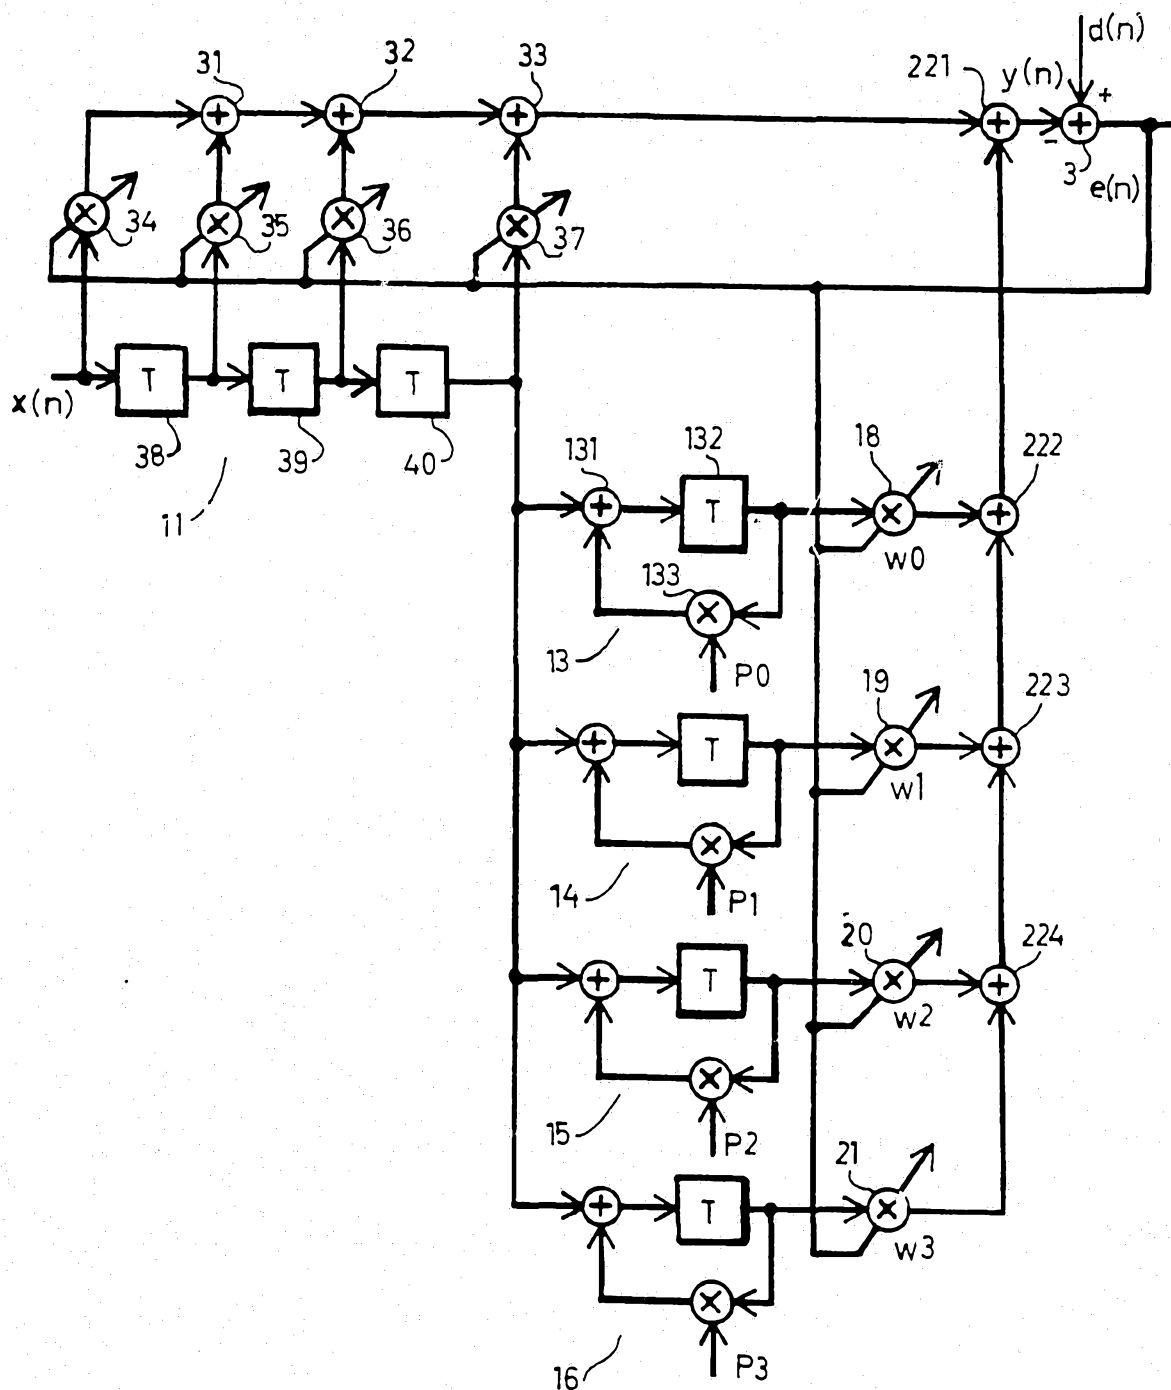 d(n)
31
32
33
221
y(n)
+
+
+
+
+
+
-
3
e(n)
×
34
×
35
×
36
×
37
x(n)
T
T
T
38
39
40
11
131
132
18
222
+
T
×
+
w0
133
×
13
P0
19
223
+
T
×
+
w1
×
14
P1
20
224
+
T
×
+
w2
×
15
P2
21
+
T
×
w3
×
16
P3